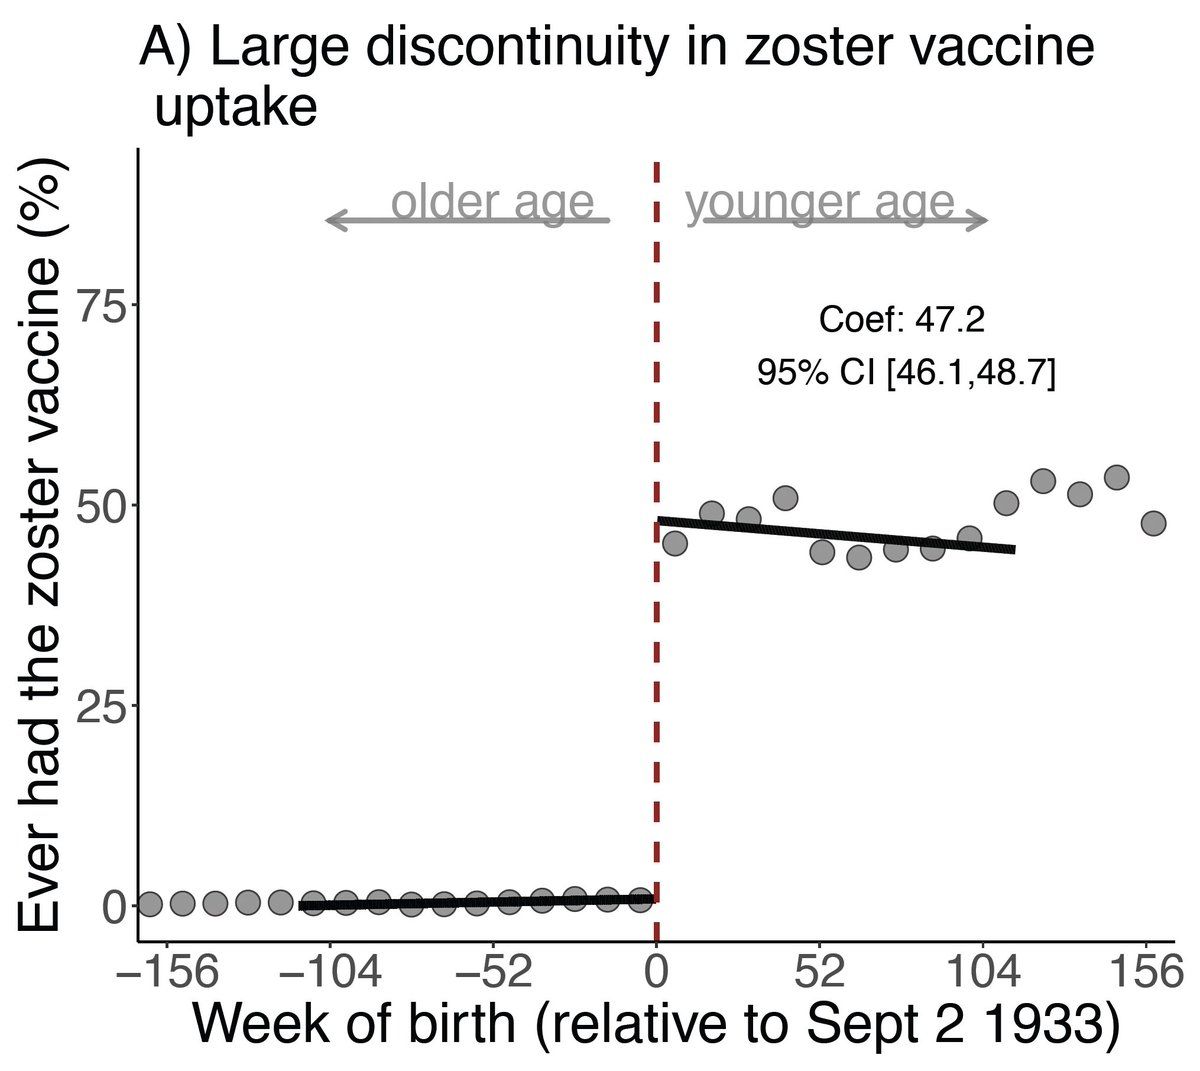 A) Large discontinuity in zoster vaccine
uptake
Ever had the zoster vaccine (%)
older age
younger age
75
Coef: 47.2
95% CI [46.1,48.7]
50
25
0
−156
−104
−52
0
52
104
156
Week of birth (relative to Sept 2 1933)